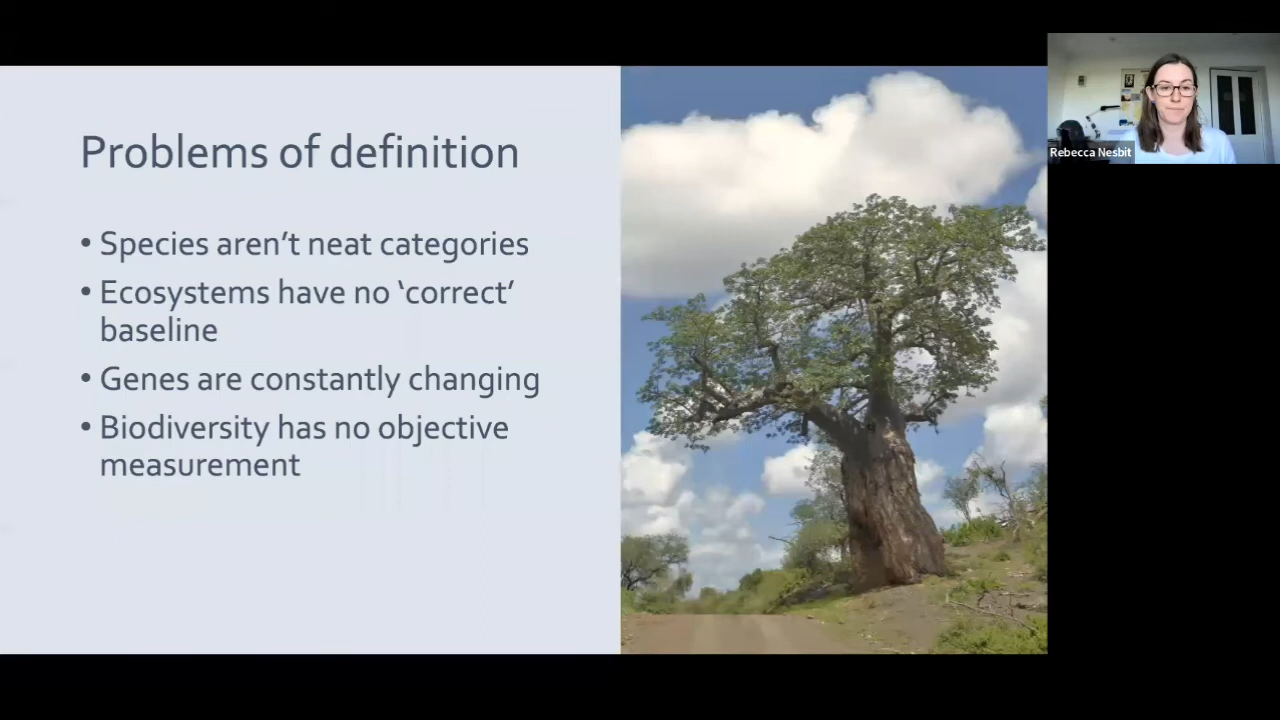 Problems of definition
• Species aren’t neat categories
• Ecosystems have no ‘correct’
baseline
• Genes are constantly changing
• Biodiversity has no objective
measurement
Rebecca Nesbit